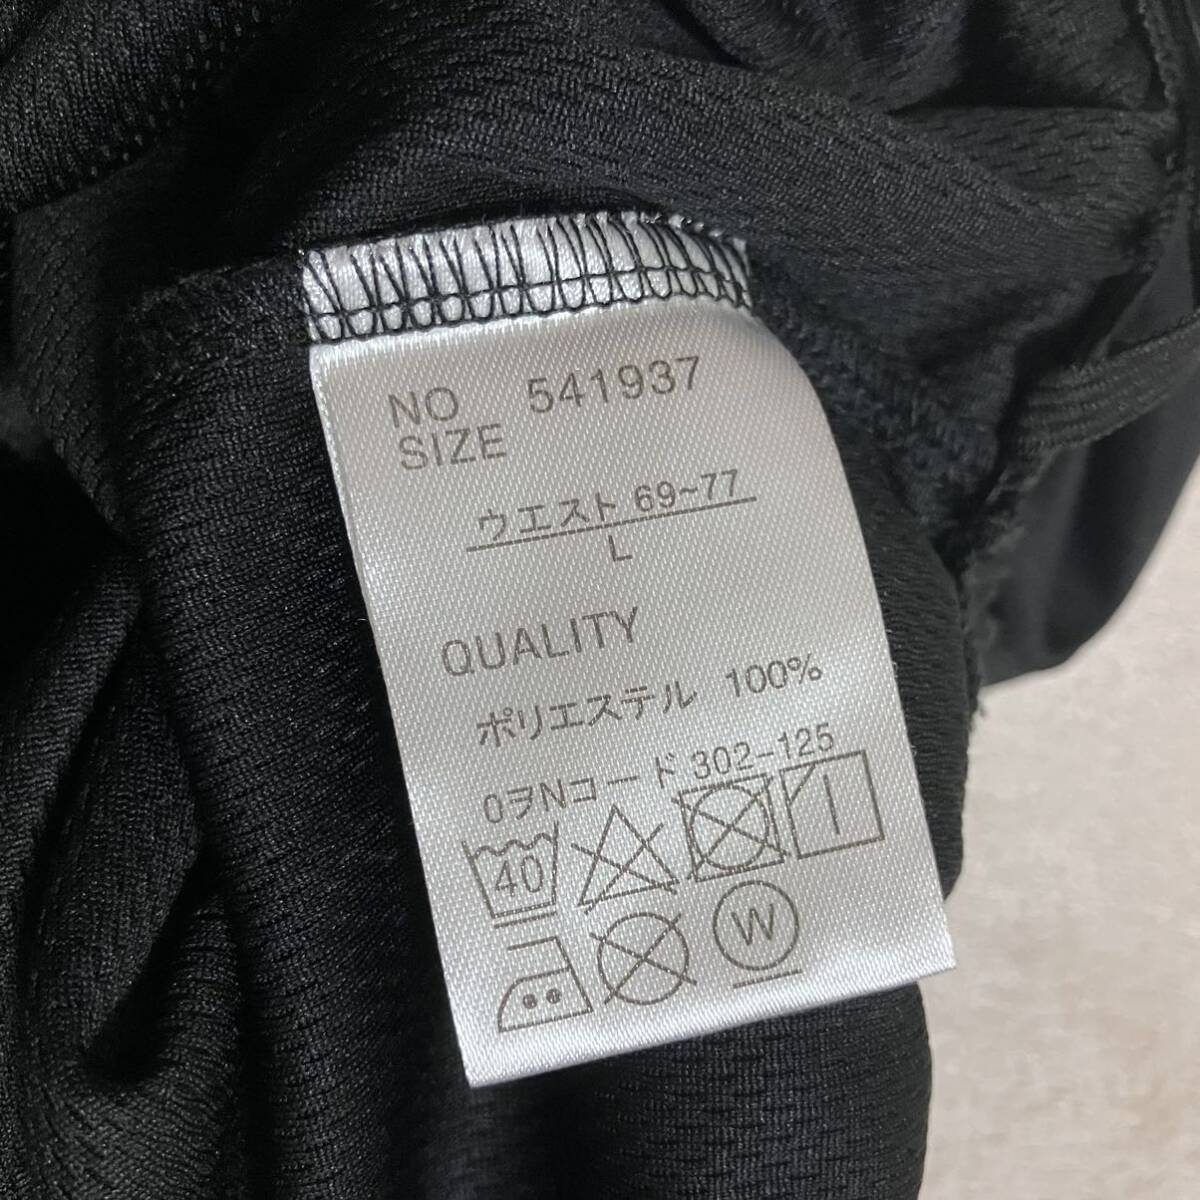 NO 541937
SIZE
ウエスト 69~77
L
QUALITY
ポリエステル 100%
0ヲNコード 302-125
40
W